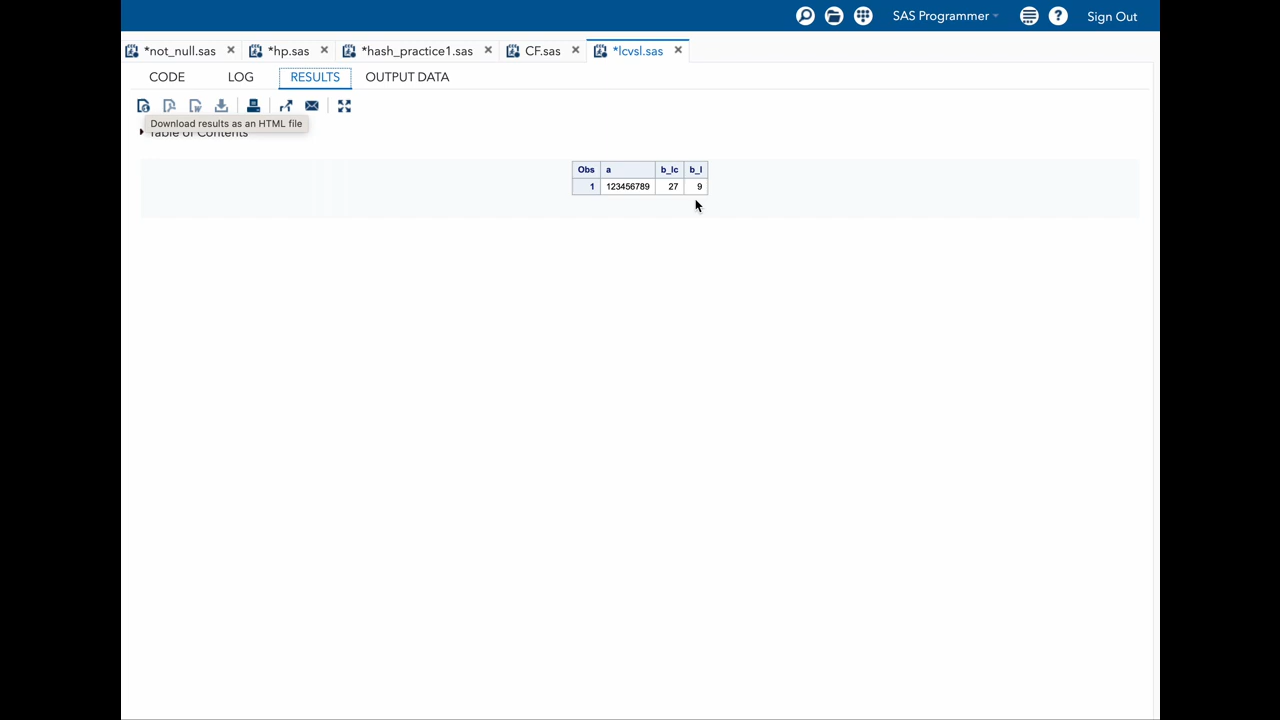 SAS Programmer
Sign Out
*not_null.sas
*hp.sas
*hash_practice1.sas
CF.sas
*lcvsl.sas
CODE
LOG
RESULTS
OUTPUT DATA
Download results as an HTML file
Table of Contents
Obs a b_lc b_l
1 123456789 27 9